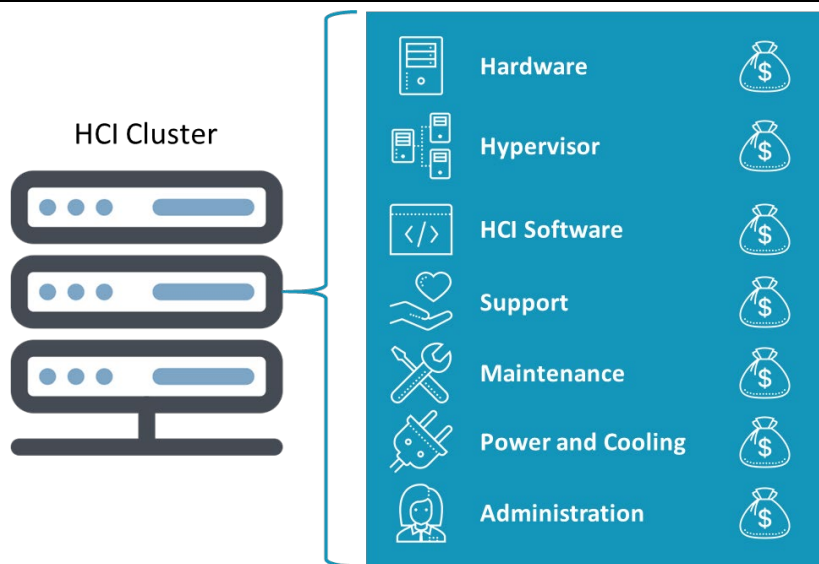 HCI Cluster
Hardware
$
Hypervisor
$
</>
HCI Software
$
Support
$
Maintenance
$
Power and Cooling
$
Administration
$